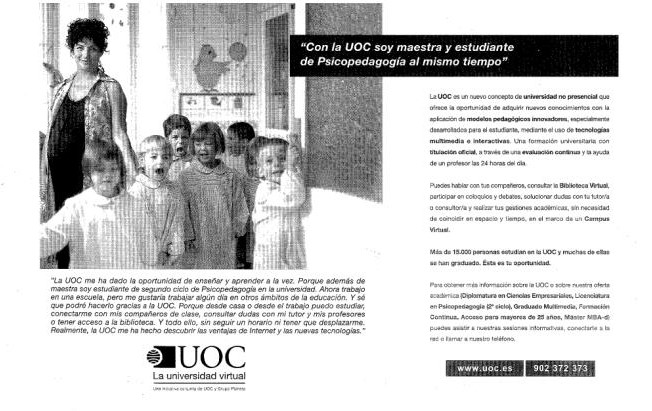 "Con la UOC soy maestra y estudiante
de Psicopedagogía al mismo tiempo"
La UOC es un nuevo concepto de universidad no presencial que
ofrece la oportunidad de adquirir nuevos conocimientos con la
aplicación de modelos pedagógicos innovadores, especialmente
desarrollados para el estudiante, mediante el uso de tecnologías
multimedia e interactivas. Una formación universitaria con
titulación oficial, a través de una evaluación continua y la ayuda
de un profesor las 24 horas del día.
Puedes hablar con tus compañeros, consultar la Biblioteca Virtual,
participar en coloquios y debates, solucionar dudas con tu tutor/a
o consultor/a y realizar tus gestiones académicas, sin necesidad
de coincidir en espacio y tiempo, en el marco de un Campus
Virtual.
Más de 15.000 personas estudian en la UOC y muchas de ellas
se han graduado. Ésta es tu oportunidad.
Para obtener más información sobre la UOC o sobre nuestra oferta
académica (Diplomatura en Ciencias Empresariales, Licenciatura
en Psicopedagogía (2º ciclo), Graduado Multimedia, Formación
Continua, Acceso para mayores de 25 años, Máster MBA-d)
puedes asistir a nuestras sesiones informativas, conectarte a la
red o llamar a nuestro teléfono.
www.uoc.es 902 372 373
"La UOC me ha dado la oportunidad de enseñar y aprender a la vez. Porque además de
maestra soy estudiante de segundo ciclo de Psicopedagogía en la universidad. Ahora trabajo
en una escuela, pero me gustaría trabajar algún día en otros ámbitos de la educación. Y sé
que podré hacerlo gracias a la UOC. Porque desde casa o desde el trabajo puedo estudiar,
conectarme con mis compañeros de clase, consultar dudas con mi tutor y mis profesores
o tener acceso a la biblioteca. Y todo ello, sin seguir un horario ni tener que desplazarme.
Realmente, la UOC me ha hecho descubrir las ventajas de Internet y las nuevas tecnologías."
UOC
La universidad virtual
Una iniciativa conjunta de UOC y Grupo Planeta